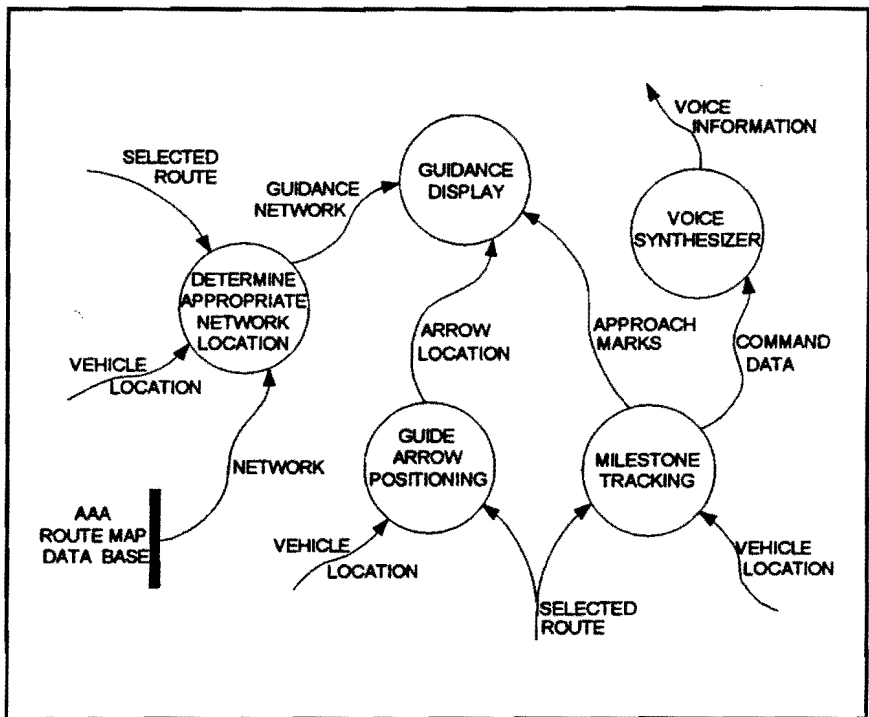 VOICE
INFORMATION
SELECTED
ROUTE
GUIDANCE
NETWORK
GUIDANCE
DISPLAY
VOICE
SYNTHESIZER
DETERMINE
APPROPRIATE
NETWORK
LOCATION
ARROW
LOCATION
APPROACH
MARKS
COMMAND
DATA
VEHICLE
LOCATION
NETWORK
GUIDE
ARROW
POSITIONING
MILESTONE
TRACKING
AAA
ROUTE MAP
DATA BASE
VEHICLE
LOCATION
VEHICLE
LOCATION
SELECTED
ROUTE